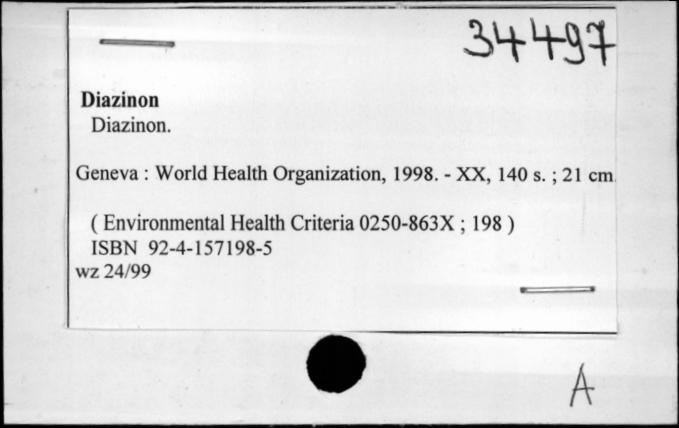 34497
Diazinon
Diazinon.
Geneva : World Health Organization, 1998. - XX, 140 s. ; 21 cm
( Environmental Health Criteria 0250-863X ; 198 )
ISBN 92-4-157198-5
wz 24/99
A